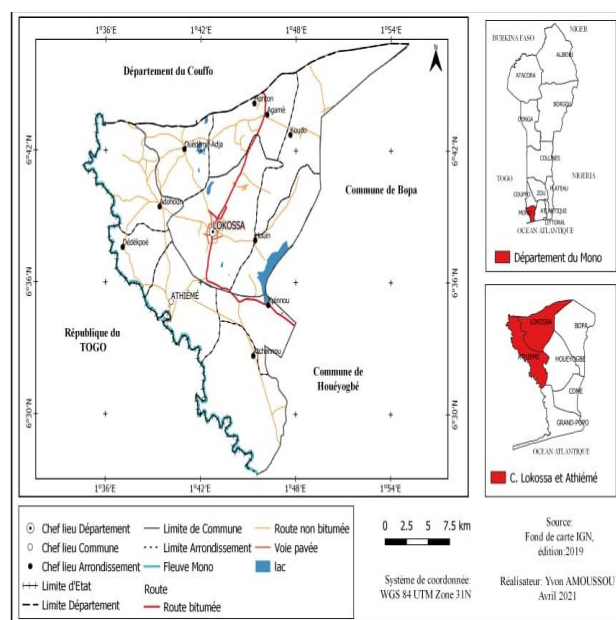 1°36'E 1°42'E 1°48'E 1°54'E
Département du Couffo
N
Agamè
Koudo
Ouèdèmè-Adja
6°42'N 6°42'N
Commune de Bopa
Adohoun
LOKOSSA
Houin
Dédékpoé
6°36'N 6°36'N
ATHIÉMÉ
République du
TOGO
Atchannou
Commune de
Houéyogbé
6°30'N 6°30'N
1°36'E 1°42'E 1°48'E 1°54'E
BURKINA FASO
NIGER
ALIBORI
ATACORA
BORGOU
DONGA
COLLINES
TOGO
NIGERIA
PLATEAU
COUFFO
ZOU
MONO
ATLANTIQUE
LITTORAL
OCEAN ATLANTIQUE
Département du Mono
LOKOSSA
BOPA
ATHIEME
HOUEYOGBE
COME
GRAND-POPO
OCEAN ATLANTIQUE
C. Lokossa et Athiémé
Chef lieu Département
Chef lieu Commune
Chef lieu Arrondissement
Limite d'Etat
Limite Département
Limite de Commune
Limite Arrondissement
Fleuve Mono
Route
Route bitumée
Route non bitumée
Voie pavée
lac
0 2.5 5 7.5 km
Système de coordonnée:
WGS 84 UTM Zone 31N
Source:
Fond de carte IGN,
édition 2019
Réalisateur: Yvon AMOUSSOU
Avril 2021